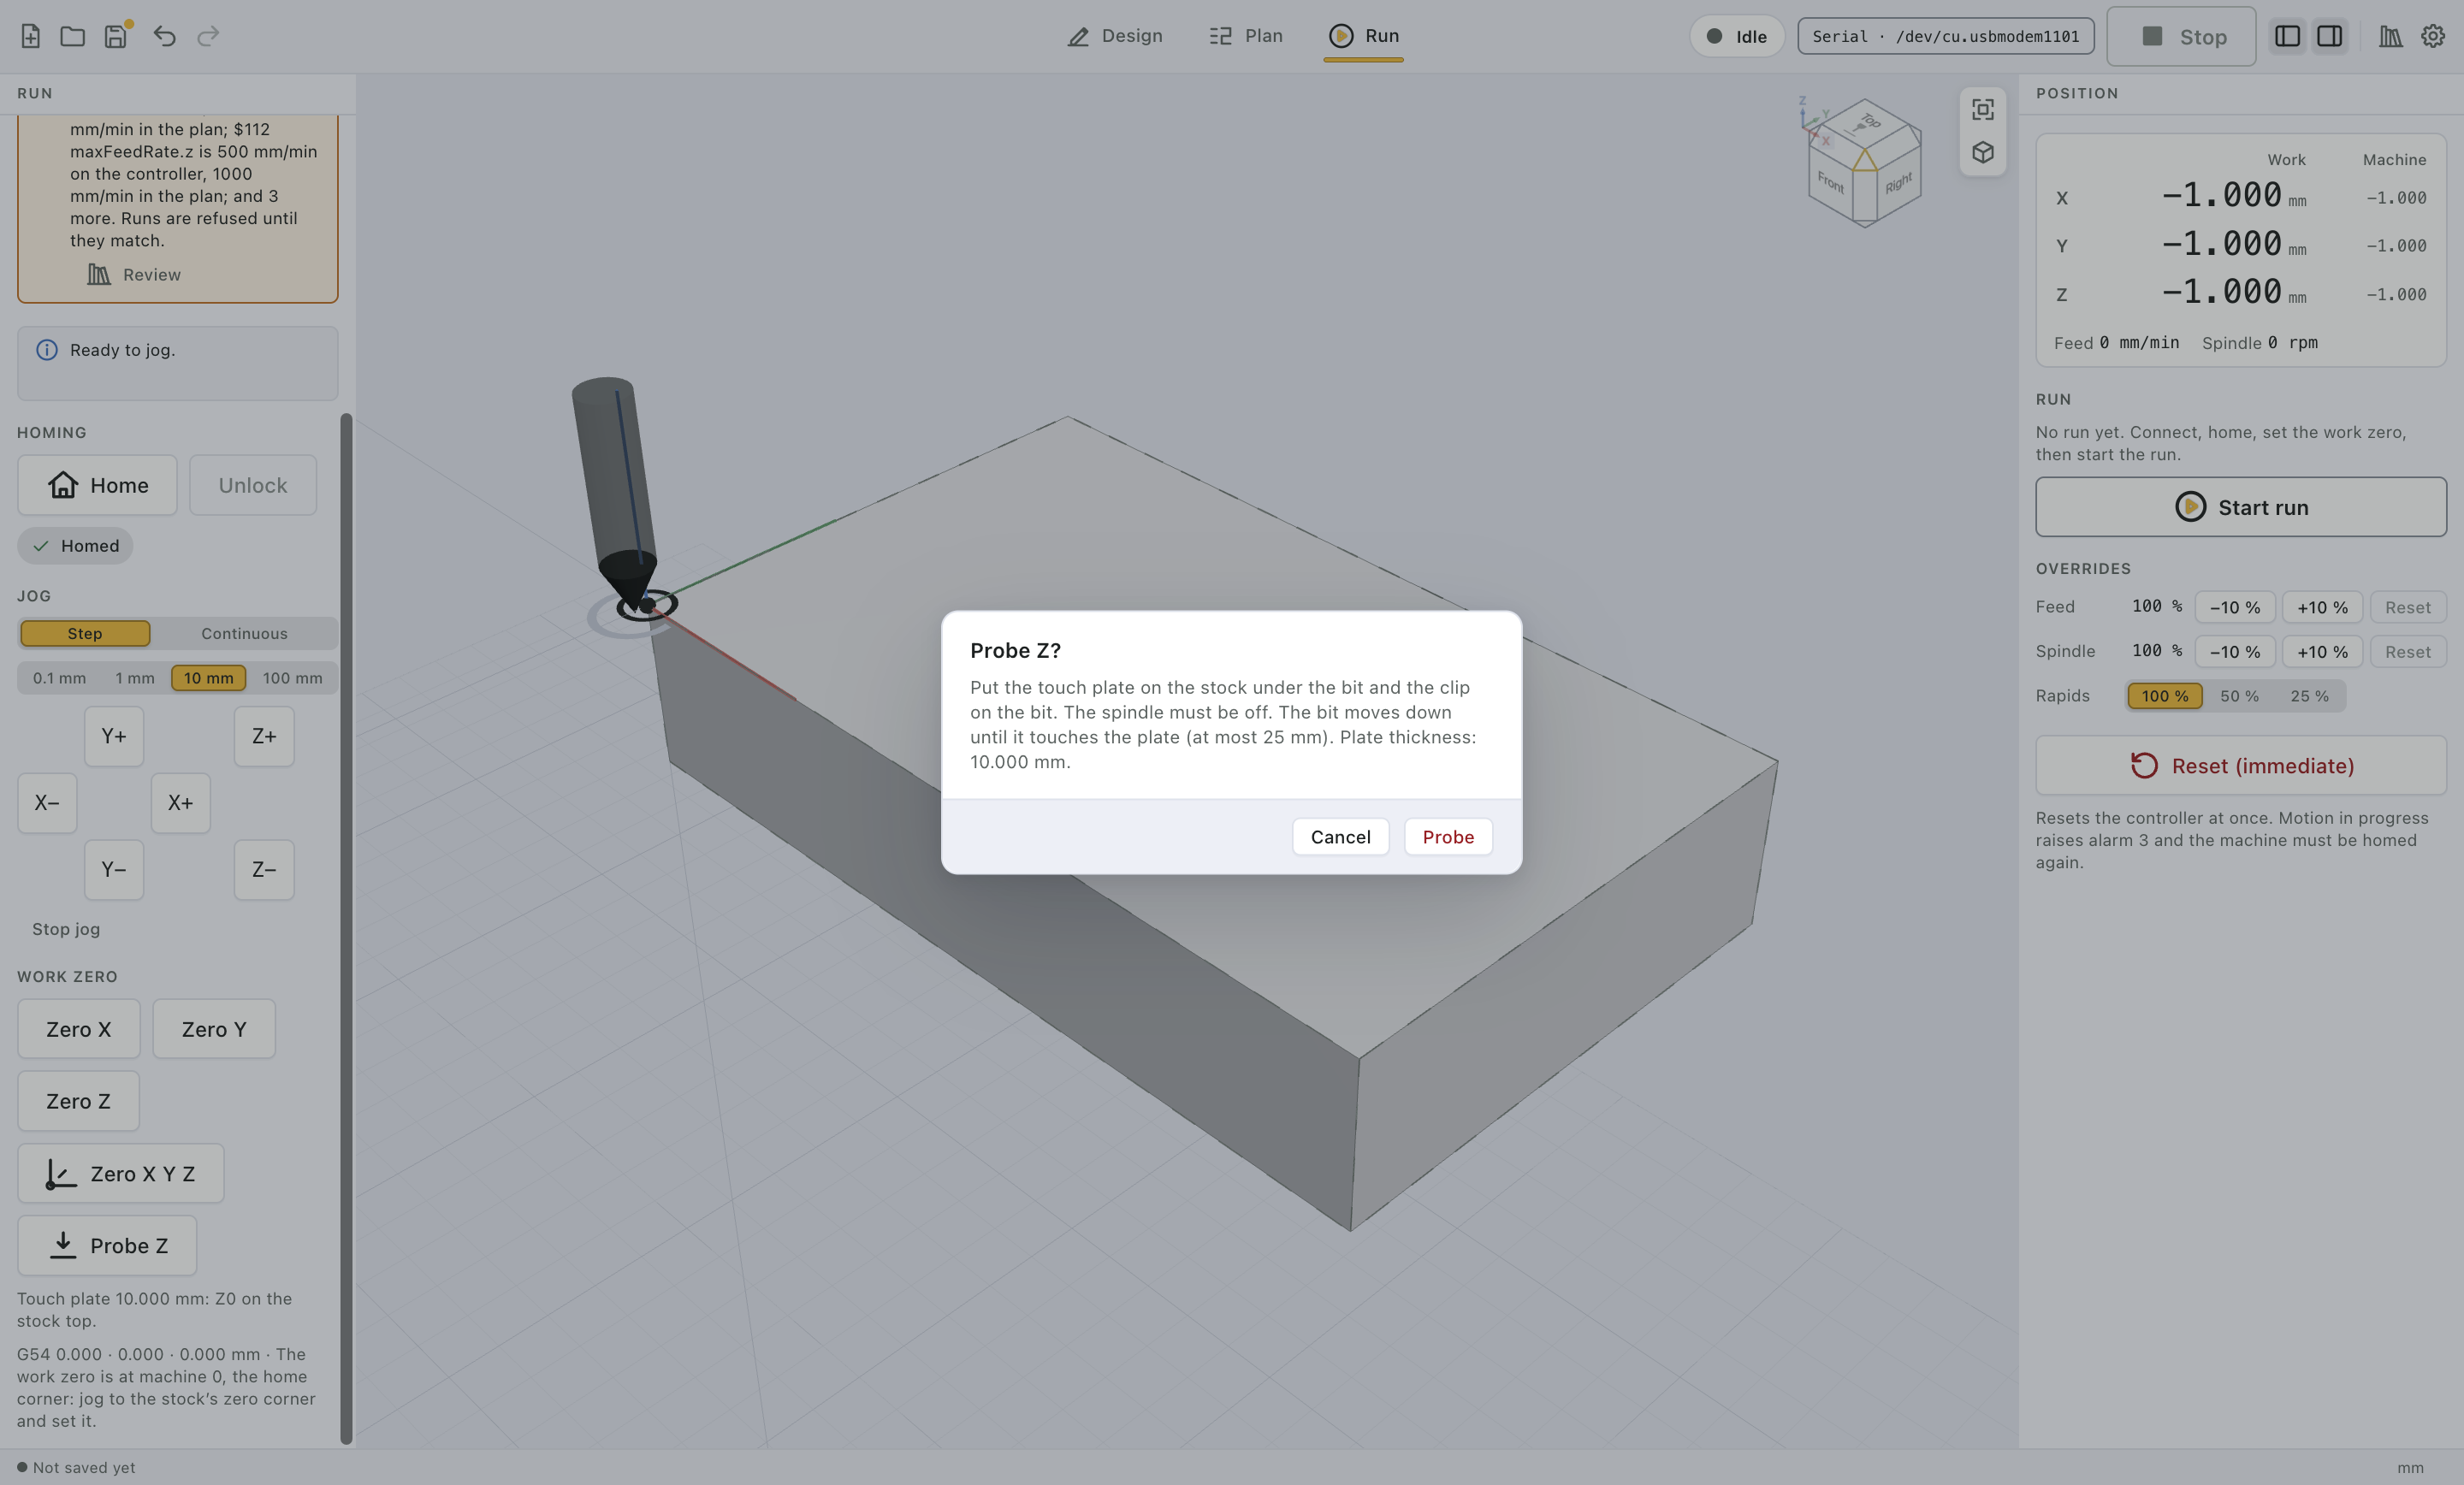 Design
Plan
Run
Idle
Serial · /dev/cu.usbmodem1101
Stop
RUN
mm/min in the plan; $112
maxFeedRate.z is 500 mm/min
on the controller, 1000
mm/min in the plan; and 3
more. Runs are refused until
they match.
Review
Ready to jog.
HOMING
Home
Unlock
Homed
JOG
Step
Continuous
0.1 mm
1 mm
10 mm
100 mm
Y+
Z+
X−
X+
Y−
Z−
Stop jog
WORK ZERO
Zero X
Zero Y
Zero Z
Zero X Y Z
Probe Z
Touch plate 10.000 mm: Z0 on the
stock top.
G54 0.000 · 0.000 · 0.000 mm · The
work zero is at machine 0, the home
corner: jog to the stock’s zero corner
and set it.
Z
Y
X
Top
Front
Right
Probe Z?
Put the touch plate on the stock under the bit and the clip
on the bit. The spindle must be off. The bit moves down
until it touches the plate (at most 25 mm). Plate thickness:
10.000 mm.
Cancel
Probe
POSITION
Work
Machine
X −1.000 mm −1.000
Y −1.000 mm −1.000
Z −1.000 mm −1.000
Feed 0 mm/min Spindle 0 rpm
RUN
No run yet. Connect, home, set the work zero,
then start the run.
Start run
OVERRIDES
Feed 100 % −10 % +10 % Reset
Spindle 100 % −10 % +10 % Reset
Rapids 100 % 50 % 25 %
Reset (immediate)
Resets the controller at once. Motion in progress
raises alarm 3 and the machine must be homed
again.
Not saved yet
mm